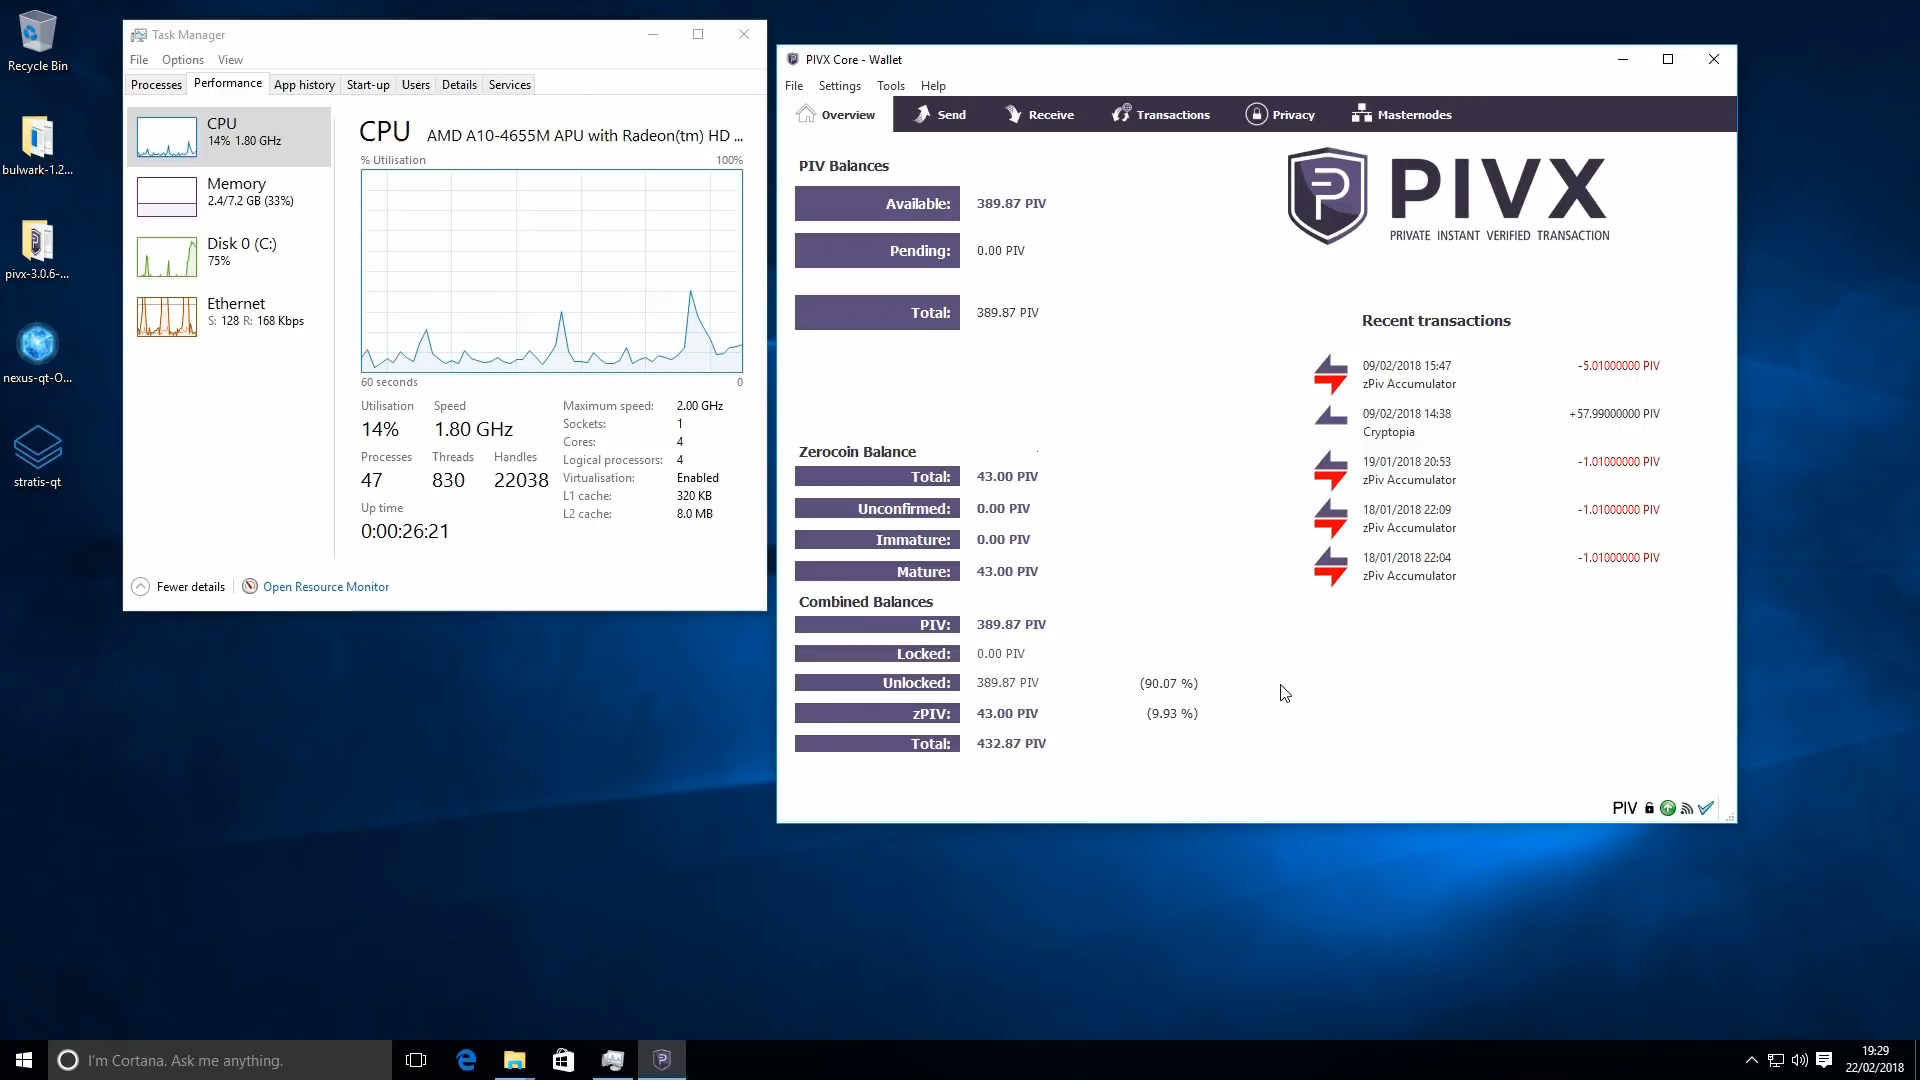 Recycle Bin
bulwark-1.2...
pivx-3.0.6-...
nexus-qt-O...
stratis-qt
Task Manager
File Options View
Processes Performance App history Start-up Users Details Services
CPU
14% 1.80 GHz
Memory
2.4/7.2 GB (33%)
Disk 0 (C:)
75%
Ethernet
S: 128 R: 168 Kbps
CPU AMD A10-4655M APU with Radeon(tm) HD ...
% Utilisation 100%
60 seconds 0
Utilisation Speed
14% 1.80 GHz
Processes Threads Handles
47 830 22038
Up time
0:00:26:21
Maximum speed: 2.00 GHz
Sockets: 1
Cores: 4
Logical processors: 4
Virtualisation: Enabled
L1 cache: 320 KB
L2 cache: 8.0 MB
Fewer details Open Resource Monitor
PIVX Core - Wallet
File Settings Tools Help
Overview Send Receive Transactions Privacy Masternodes
PIV Balances
Available: 389.87 PIV
Pending: 0.00 PIV
Total: 389.87 PIV
Zerocoin Balance
Total: 43.00 PIV
Unconfirmed: 0.00 PIV
Immature: 0.00 PIV
Mature: 43.00 PIV
Combined Balances
PIV: 389.87 PIV
Locked: 0.00 PIV
Unlocked: 389.87 PIV (90.07 %)
zPIV: 43.00 PIV (9.93 %)
Total: 432.87 PIV
PIVX
PRIVATE INSTANT VERIFIED TRANSACTION
Recent transactions
09/02/2018 15:47 -5.01000000 PIV
zPiv Accumulator
09/02/2018 14:38 +57.99000000 PIV
Cryptopia
19/01/2018 20:53 -1.01000000 PIV
zPiv Accumulator
18/01/2018 22:09 -1.01000000 PIV
zPiv Accumulator
18/01/2018 22:04 -1.01000000 PIV
zPiv Accumulator
PIV
I'm Cortana. Ask me anything.
19:29
22/02/2018